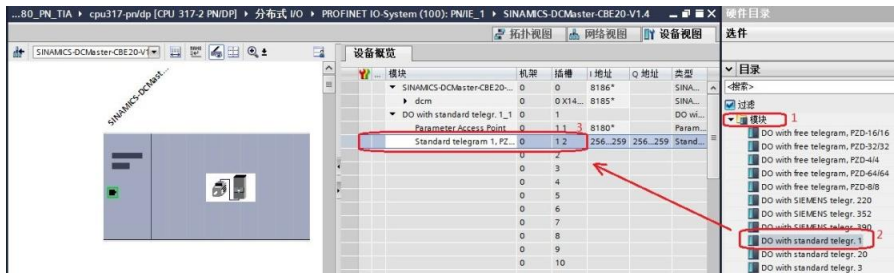 ...80_PN_TIA ▸ cpu317-pn/dp [CPU 317-2 PN/DP] ▸ 分布式 I/O ▸ PROFINET IO-System (100): PN/IE_1 ▸ SINAMICS-DCMaster-CBE20-V1.4
硬件目录
拓扑视图 网络视图 设备视图
选件
SINAMICS-DCMaster-CBE20-V1
设备概览
模块 机架 插槽 I 地址 Q 地址 类型
目录
SINAMICS-DCMaster-CBE20-... 0 0 8186* SINA...
<搜索>
dcm 0 0 X14... 8185* SINA...
过滤
DO with standard telegr. 1_1 0 1 DO wi...
模块 1
Parameter Access Point 0 1 1 3 8180* Param...
DO with free telegram, PZD-16/16
Standard telegram 1, PZ... 0 1 2 256...259 256...259 Stand...
DO with free telegram, PZD-32/32
0 2
DO with free telegram, PZD-4/4
0 3
DO with free telegram, PZD-64/64
0 4
DO with free telegram, PZD-8/8
0 5
DO with SIEMENS telegr. 220
0 6
DO with SIEMENS telegr. 352
0 7
DO with SIEMENS telegr. 390
0 8
DO with standard telegr. 1 2
0 9
DO with standard telegr. 20
0 10
DO with standard telegr. 3
SINAMICS-DCMast...